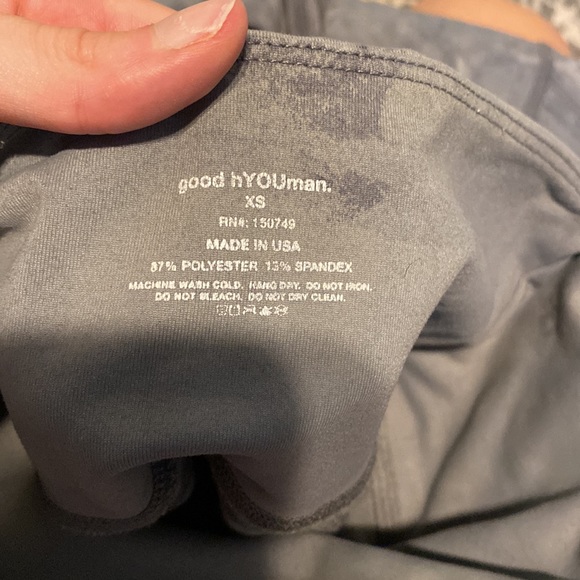 good hYOUman.
XS
RN#: 150749
MADE IN USA
87% POLYESTER 13% SPANDEX
MACHINE WASH COLD. HANG DRY. DO NOT IRON.
DO NOT BLEACH. DO NOT DRY CLEAN.